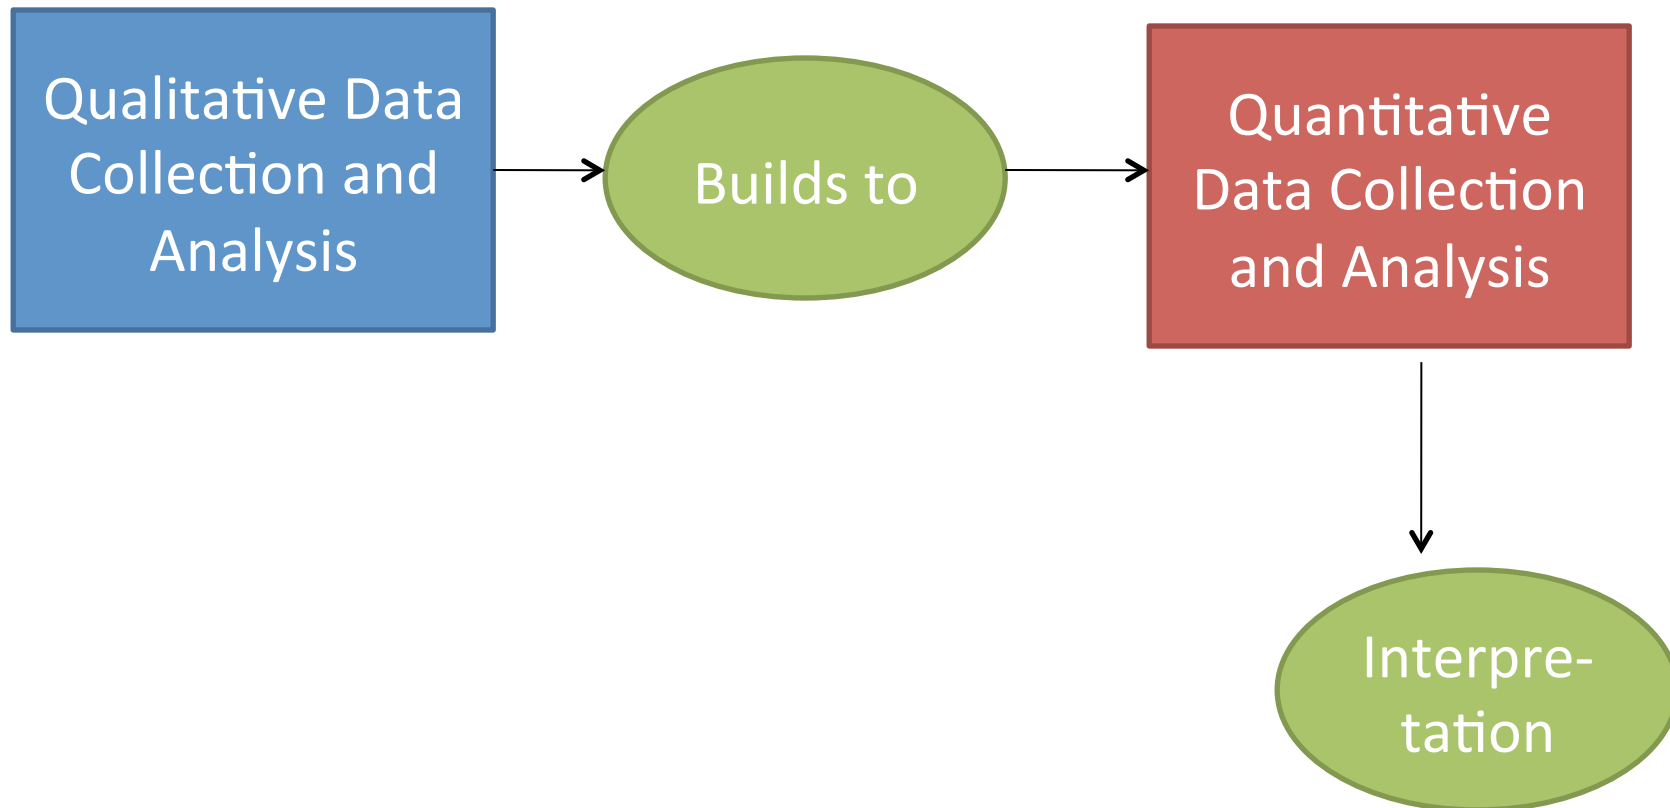 Qualitative Data
Collection and
Analysis
Builds to
Quantitative
Data Collection
and Analysis
Interpre-
tation